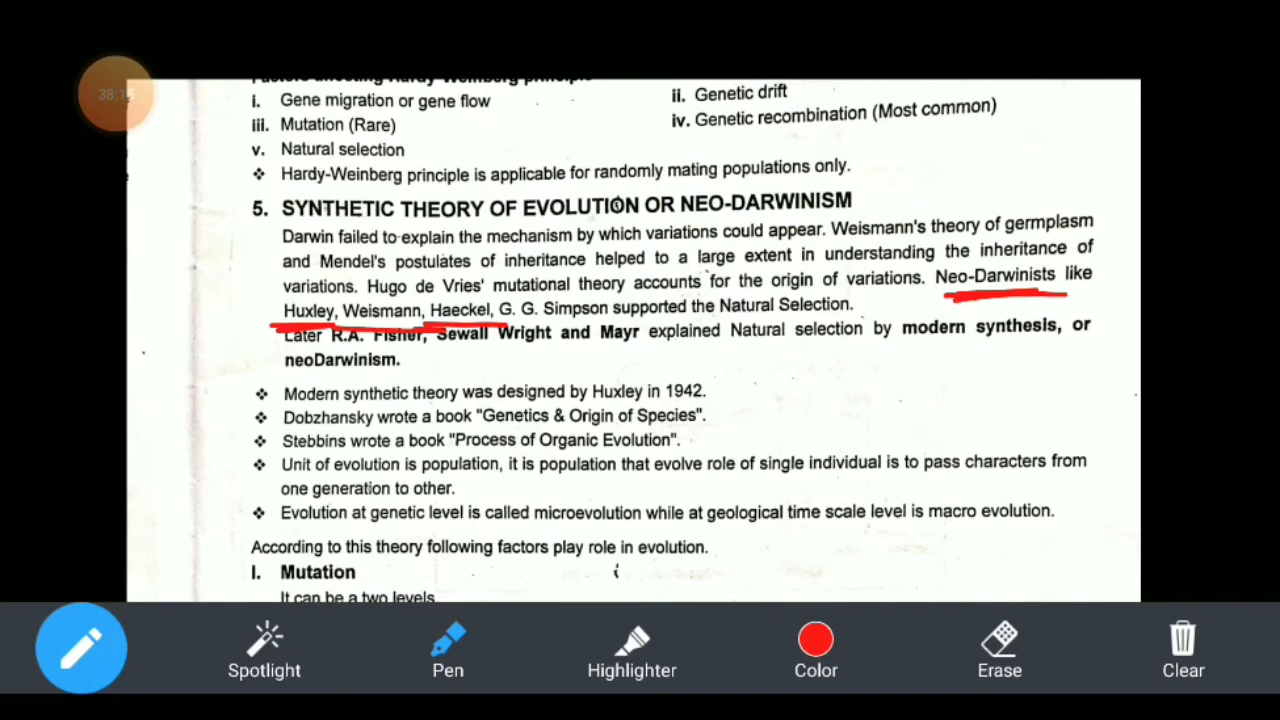 38:15
Factors affecting Hardy-Weinberg principle
i. Gene migration or gene flow
ii. Genetic drift
iii. Mutation (Rare)
iv. Genetic recombination (Most common)
v. Natural selection
❖ Hardy-Weinberg principle is applicable for randomly mating populations only.
5. SYNTHETIC THEORY OF EVOLUTION OR NEO-DARWINISM
Darwin failed to explain the mechanism by which variations could appear. Weismann's theory of germplasm
and Mendel's postulates of inheritance helped to a large extent in understanding the inheritance of
variations. Hugo de Vries' mutational theory accounts for the origin of variations. Neo-Darwinists like
Huxley, Weismann, Haeckel, G. G. Simpson supported the Natural Selection.
Later R.A. Fisher, Sewall Wright and Mayr explained Natural selection by modern synthesis, or
neoDarwinism.
❖ Modern synthetic theory was designed by Huxley in 1942.
❖ Dobzhansky wrote a book "Genetics & Origin of Species".
❖ Stebbins wrote a book "Process of Organic Evolution".
❖ Unit of evolution is population, it is population that evolve role of single individual is to pass characters from
one generation to other.
❖ Evolution at genetic level is called microevolution while at geological time scale level is macro evolution.
According to this theory following factors play role in evolution.
I. Mutation
It can be a two levels
Spotlight
Pen
Highlighter
Color
Erase
Clear